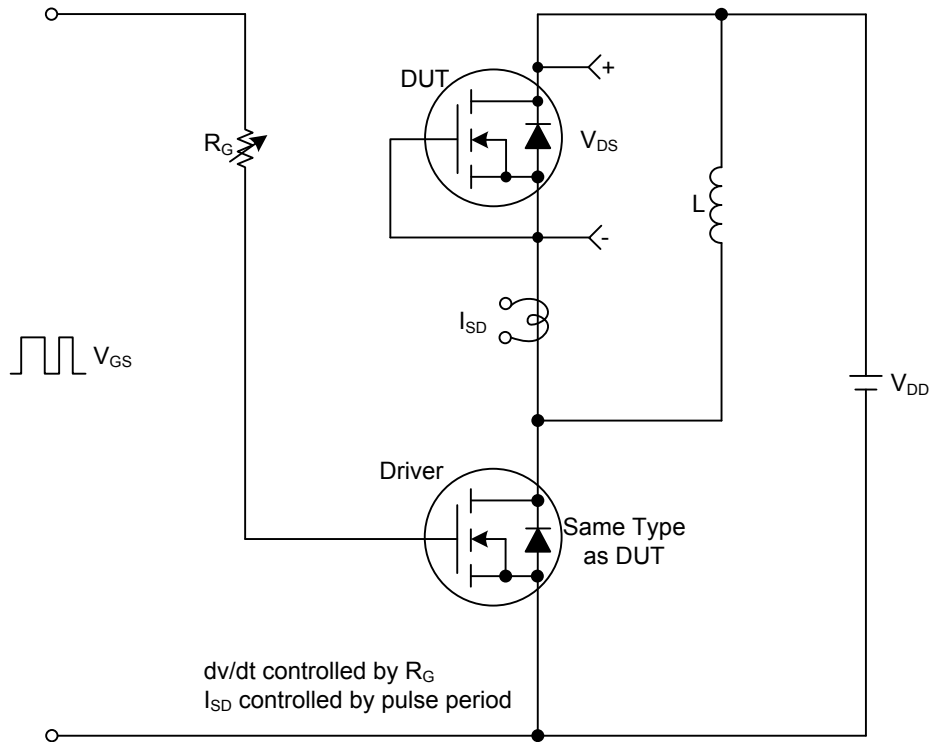 DUT
+
R_G
V_DS
L
-
I_SD
V_GS
V_DD
Driver
Same Type
as DUT
dv/dt controlled by R_G
I_SD controlled by pulse period